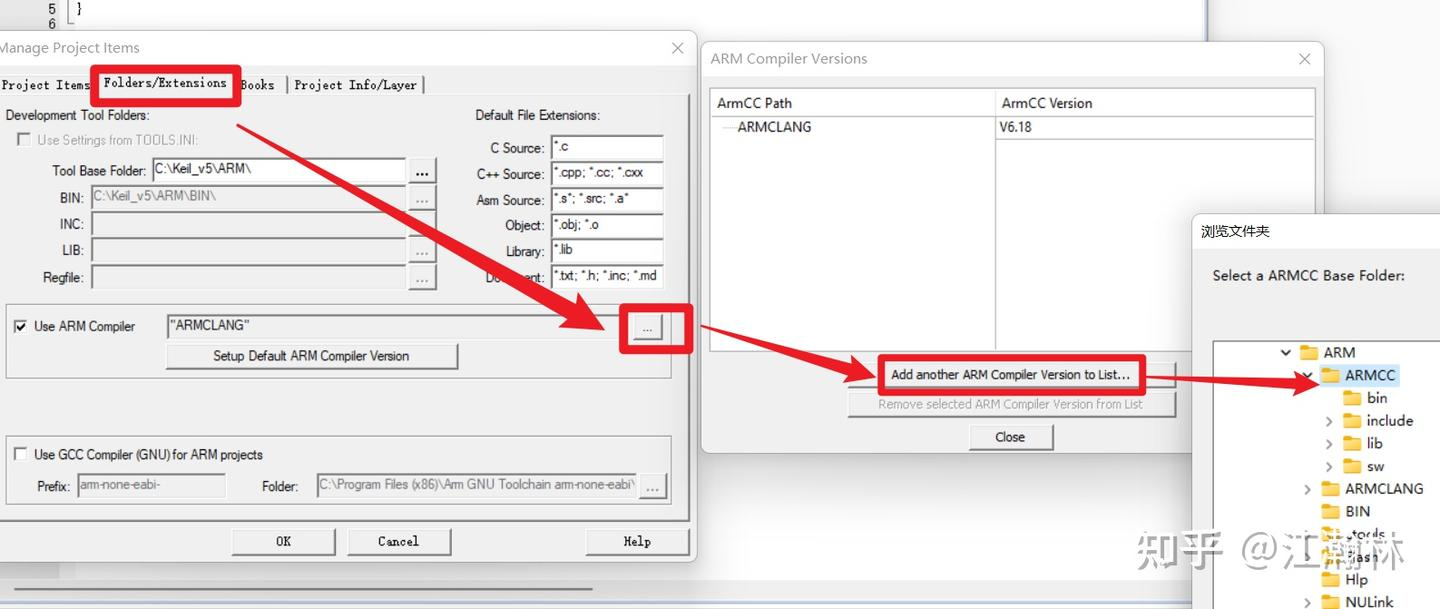 5
}
6
Manage Project Items
Project Items
Folders/Extensions
Books
Project Info/Layer
Development Tool Folders:
Use Settings from TOOLS.INI:
Tool Base Folder:
C:\Keil_v5\ARM\
...
BIN:
C:\Keil_v5\ARM\BIN\
...
INC:
LIB:
...
Regfile:
...
Default File Extensions:
C Source:
*.c
C++ Source:
*.cpp; *.cc; *.cxx
Asm Source:
*.s*; *.src; *.a*
Object:
*.obj; *.o
Library:
*.lib
*.txt; *.h; *.inc; *.md
Use ARM Compiler
"ARMCLANG"
...
Setup Default ARM Compiler Version
Use GCC Compiler (GNU) for ARM projects
Prefix:
arm-none-eabi-
Folder:
C:\Program Files (x86)\Arm GNU Toolchain arm-none-eabi\
...
OK
Cancel
Help
ARM Compiler Versions
ArmCC Path
ArmCC Version
ARMCLANG
V6.18
Add another ARM Compiler Version to List...
Remove selected ARM Compiler Version from List
Close
浏览文件夹
Select a ARMCC Base Folder:
ARM
ARMCC
bin
include
lib
sw
ARMCLANG
BIN
Hlp
NULink
知乎 @江瀚林